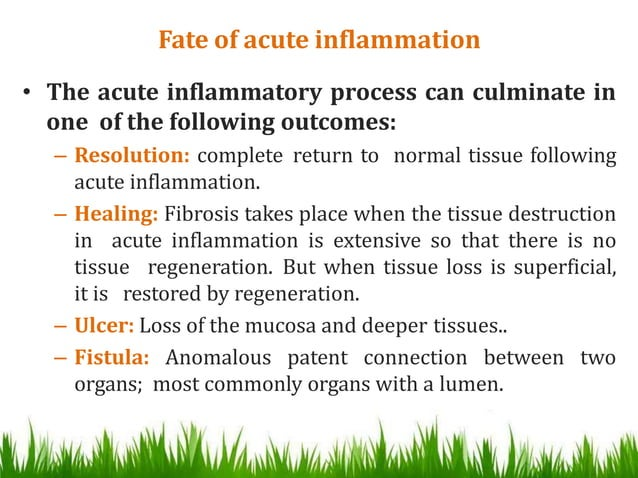 Fate of acute inflammation
• The acute inflammatory process can culminate in
one of the following outcomes:
– Resolution: complete return to normal tissue following
acute inflammation.
– Healing: Fibrosis takes place when the tissue destruction
in acute inflammation is extensive so that there is no
tissue regeneration. But when tissue loss is superficial,
it is restored by regeneration.
– Ulcer: Loss of the mucosa and deeper tissues..
– Fistula: Anomalous patent connection between two
organs; most commonly organs with a lumen.